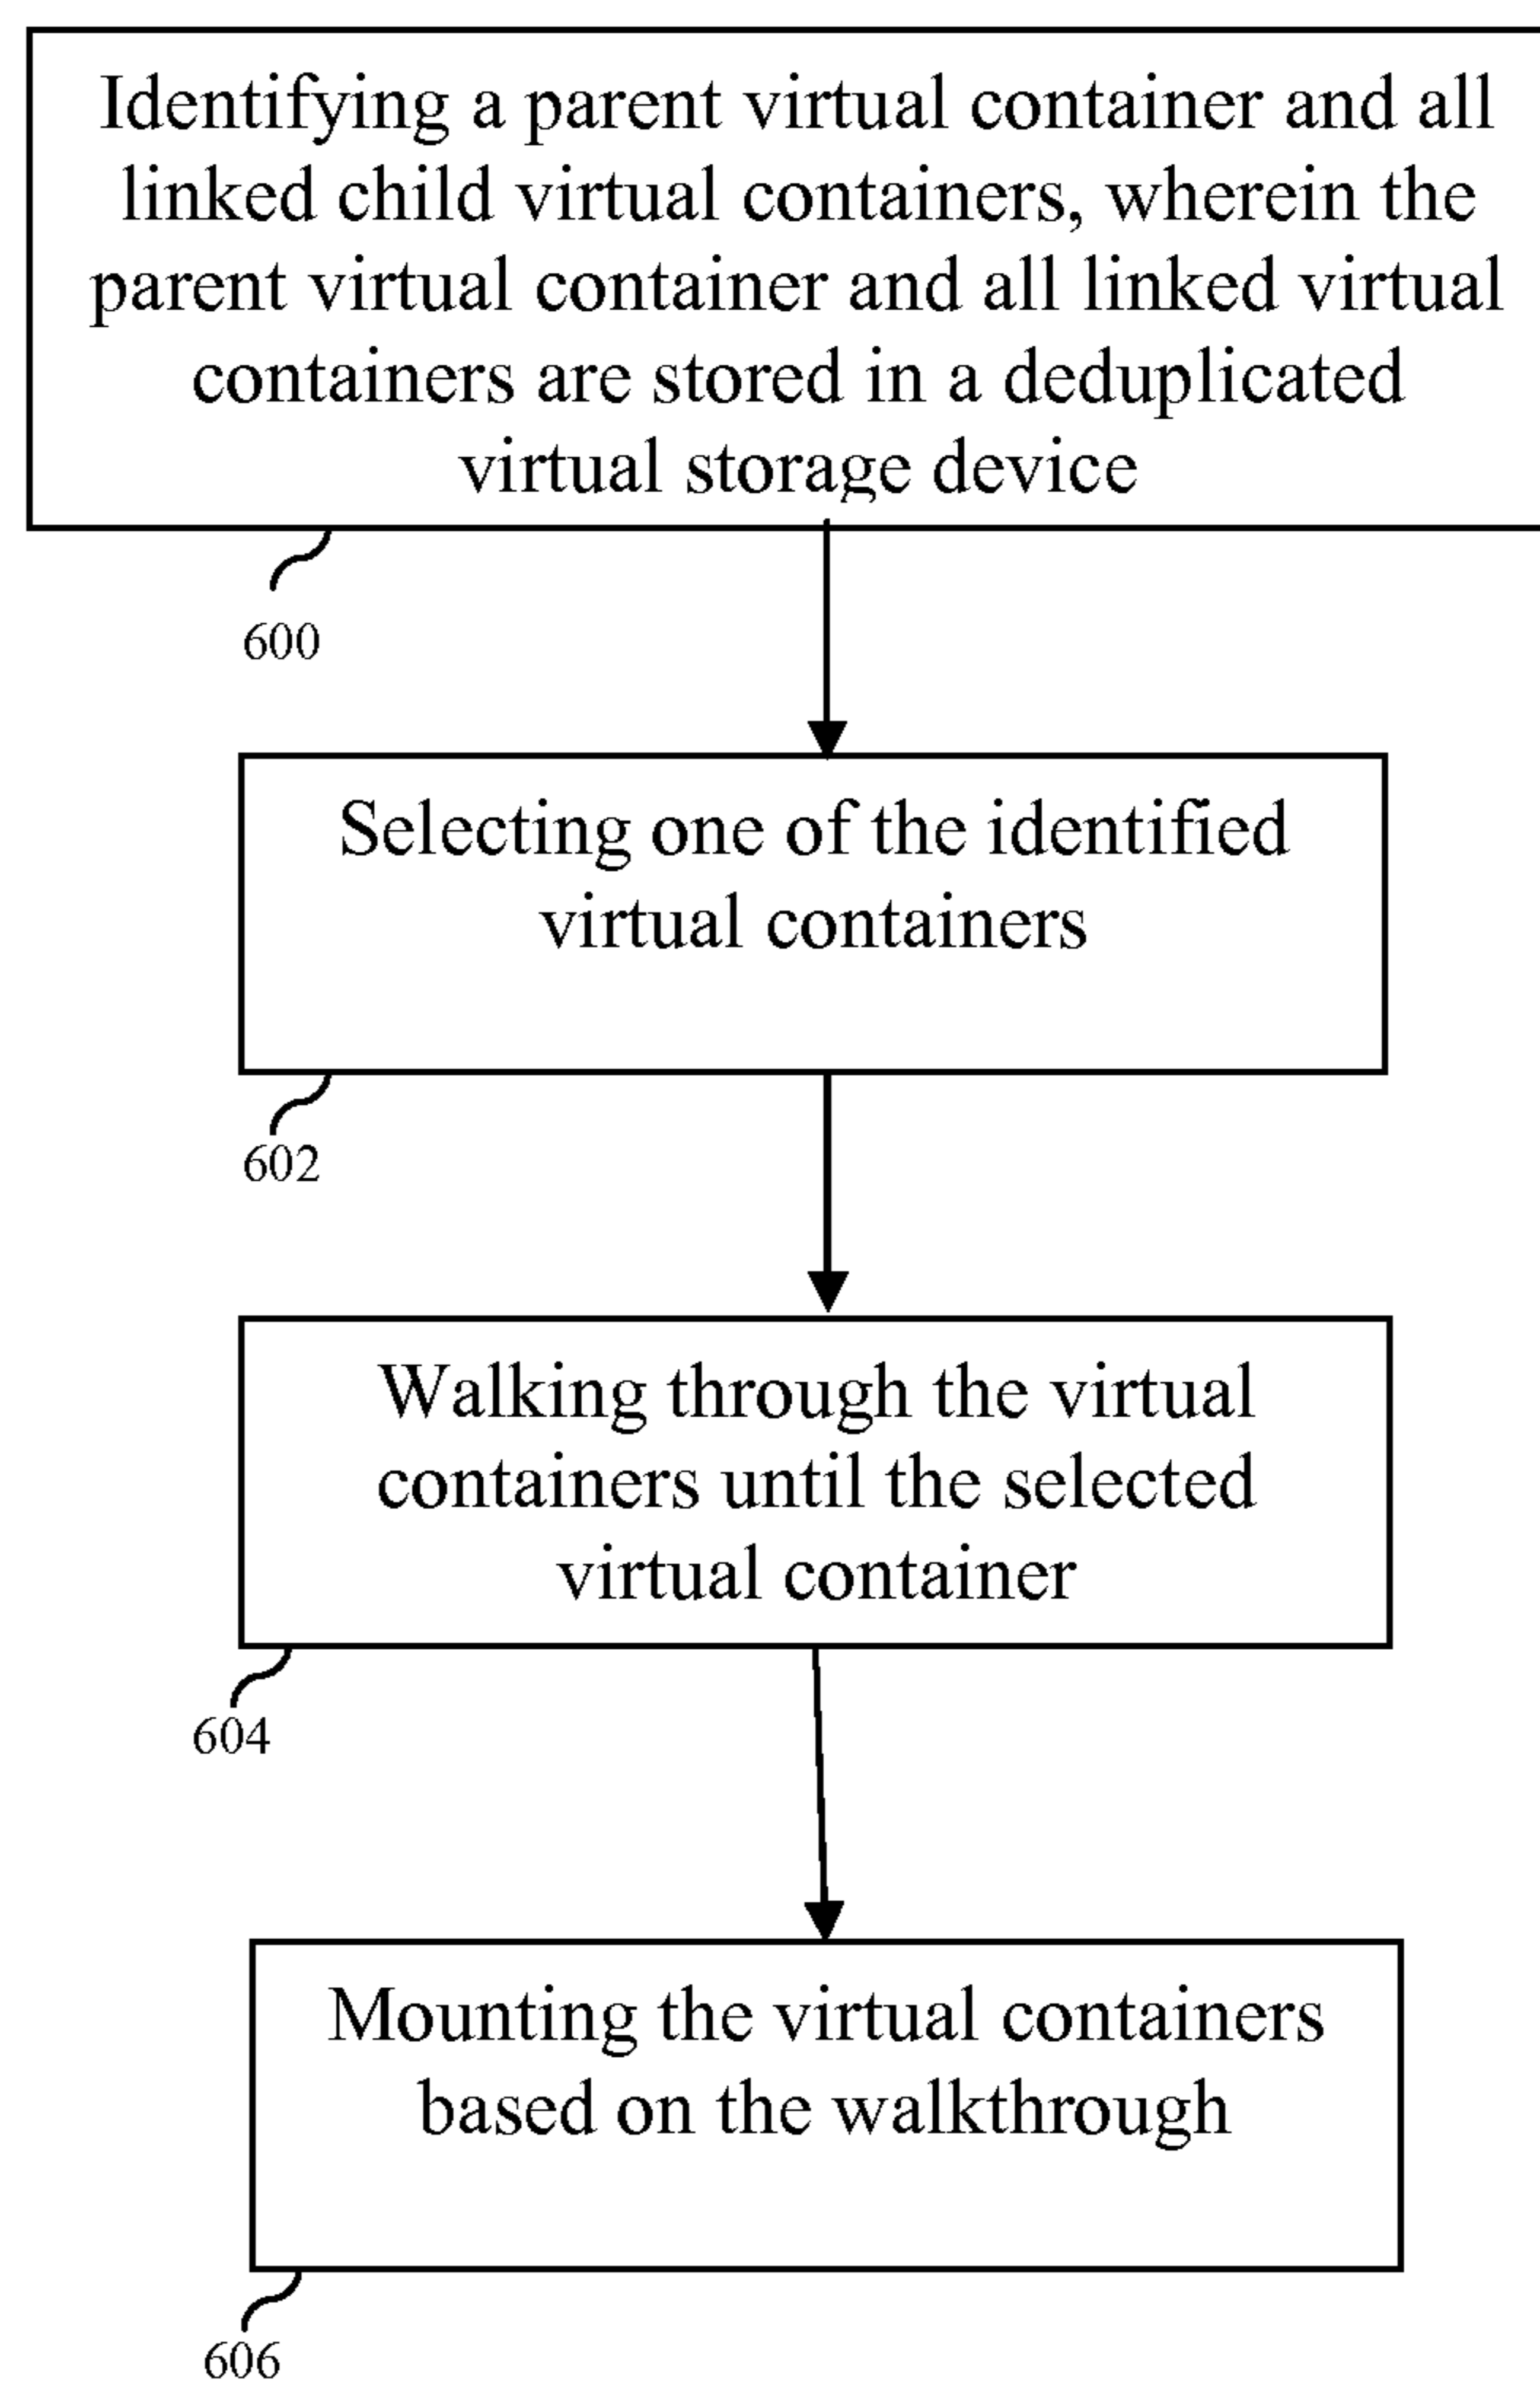 Identifying a parent virtual container and all
linked child virtual containers, wherein the
parent virtual container and all linked virtual
containers are stored in a deduplicated
virtual storage device
600
Selecting one of the identified
virtual containers
602
Walking through the virtual
containers until the selected
virtual container
604
Mounting the virtual containers
based on the walkthrough
606